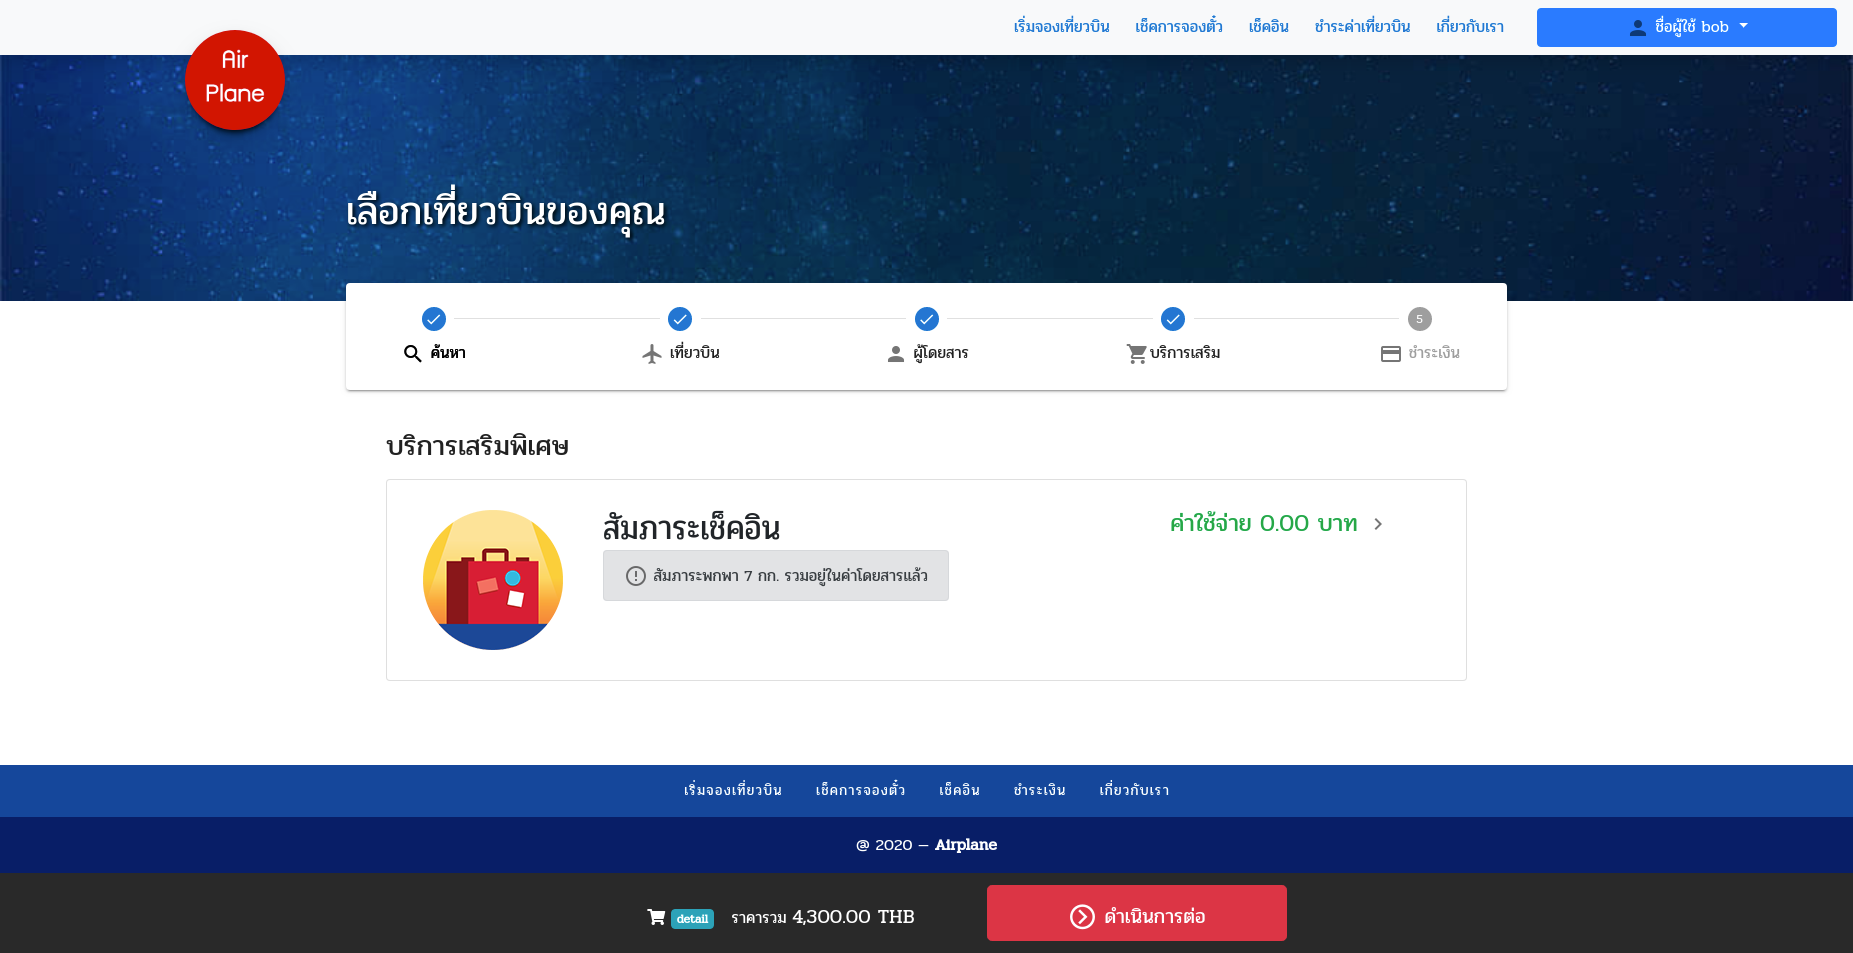 เริ่มจองเที่ยวบิน เช็คการจองตั๋ว เช็คอิน ชำระค่าเที่ยวบิน เกี่ยวกับเรา ชื่อผู้ใช้ bob
Air
Plane
เลือกเที่ยวบินของคุณ
5
ค้นหา เที่ยวบิน ผู้โดยสาร บริการเสริม ชำระเงิน
บริการเสริมพิเศษ
สัมภาระเช็คอิน
ค่าใช้จ่าย 0.00 บาท
สัมภาระพกพา 7 กก. รวมอยู่ในค่าโดยสารแล้ว
เริ่มจองเที่ยวบิน เช็คการจองตั๋ว เช็คอิน ชำระเงิน เกี่ยวกับเรา
@ 2020 — Airplane
detail ราคารวม 4,300.00 THB
ดำเนินการต่อ